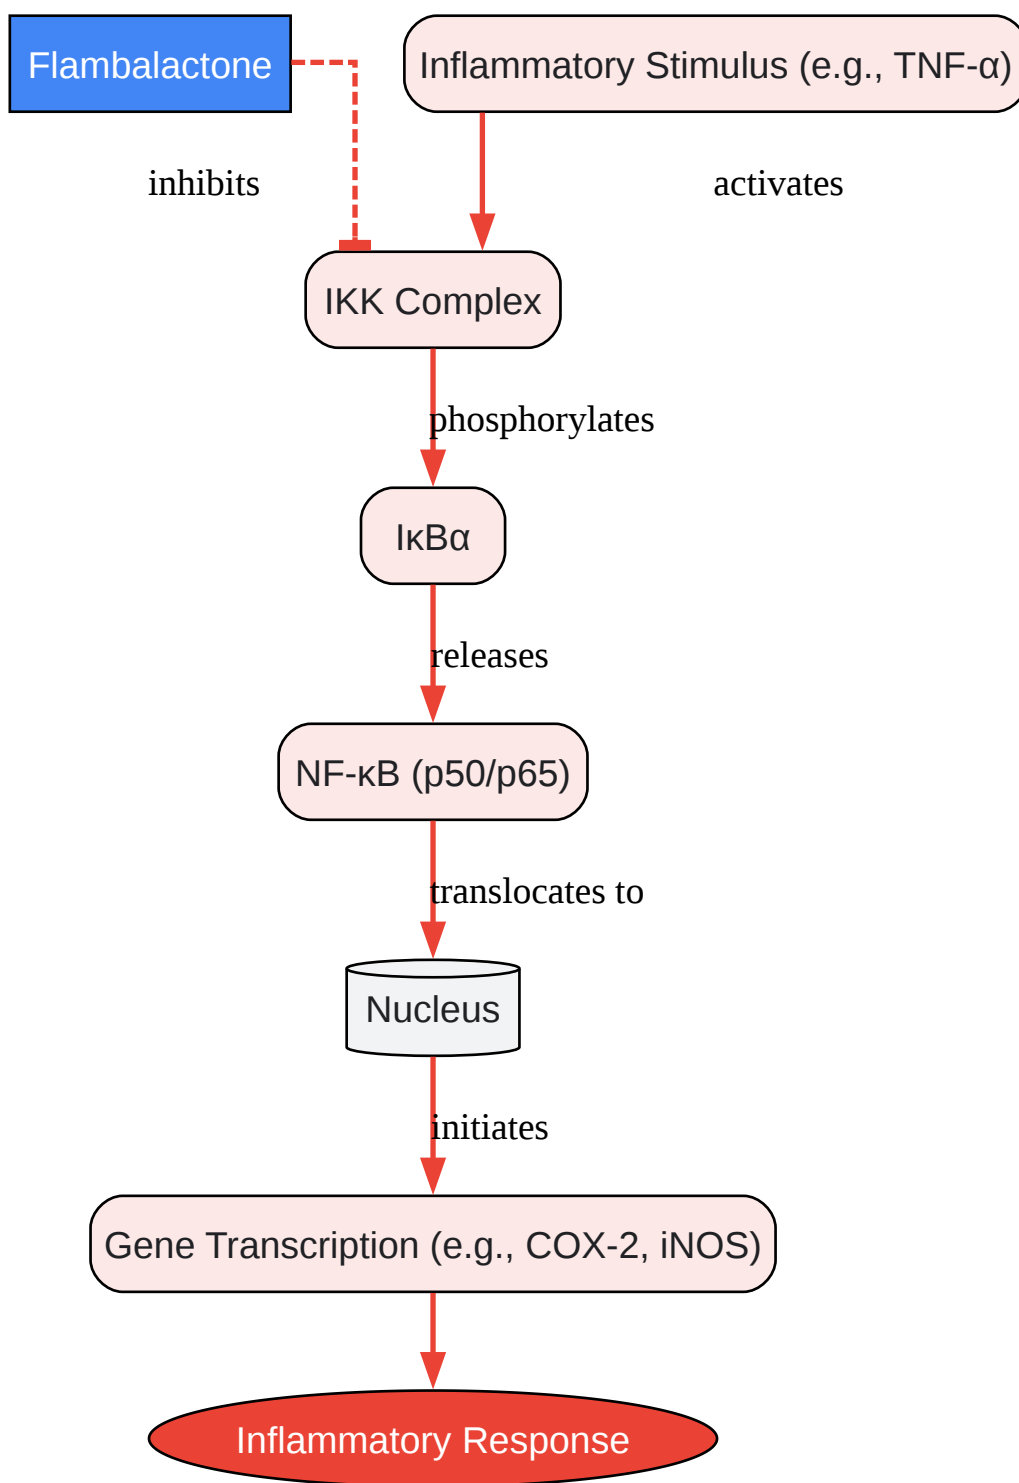 Flambalactone
Inflammatory Stimulus (e.g., TNF-α)
inhibits
activates
IKK Complex
phosphorylates
IκBα
releases
NF-κB (p50/p65)
translocates to
Nucleus
initiates
Gene Transcription (e.g., COX-2, iNOS)
Inflammatory Response